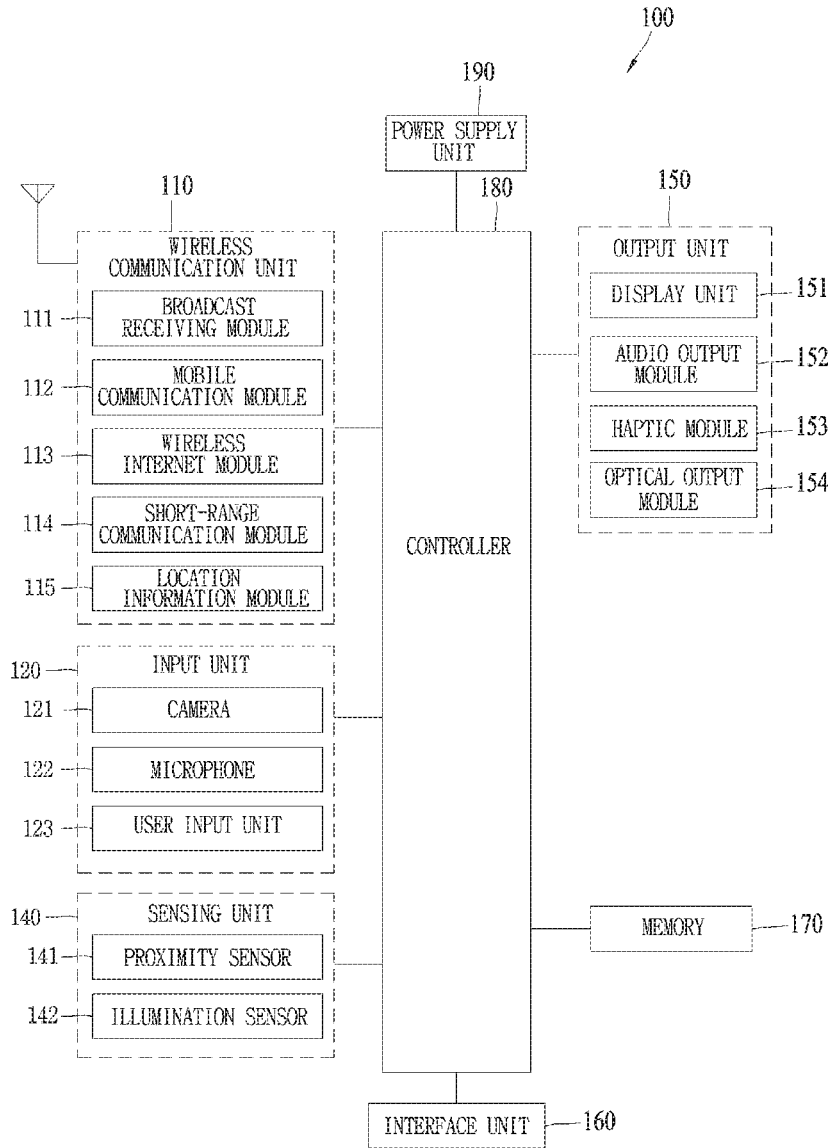 100
190
POWER SUPPLY
UNIT
110
180
150
WIRELESS
COMMUNICATION UNIT
111
BROADCAST
RECEIVING MODULE
112
MOBILE
COMMUNICATION MODULE
113
WIRELESS
INTERNET MODULE
114
SHORT-RANGE
COMMUNICATION MODULE
115
LOCATION
INFORMATION MODULE
120
INPUT UNIT
121
CAMERA
122
MICROPHONE
123
USER INPUT UNIT
140
SENSING UNIT
141
PROXIMITY SENSOR
142
ILLUMINATION SENSOR
CONTROLLER
OUTPUT UNIT
DISPLAY UNIT
151
AUDIO OUTPUT
MODULE
152
HAPTIC MODULE
153
OPTICAL OUTPUT
MODULE
154
MEMORY
170
INTERFACE UNIT
160